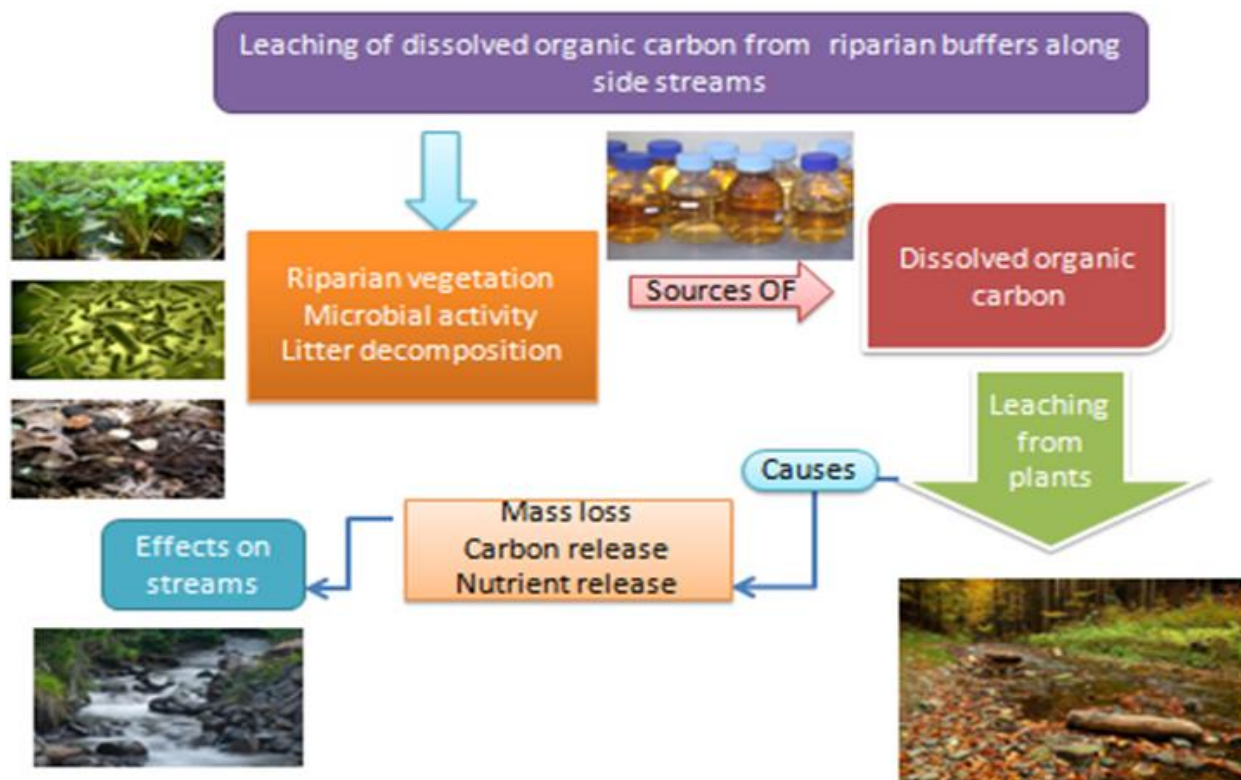 Leaching of dissolved organic carbon from riparian buffers along
side streams
Riparian vegetation
Microbial activity
Litter decomposition
Sources OF
Dissolved organic
carbon
Leaching
from
plants
Causes
Mass loss
Carbon release
Nutrient release
Effects on
streams